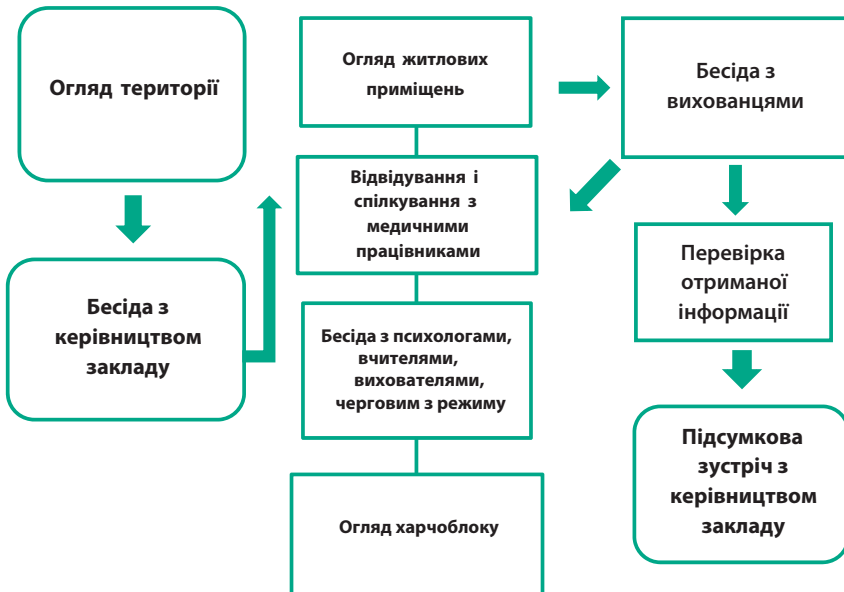 Огляд території
Бесіда з
керівництвом
закладу
Огляд житлових
приміщень
Відвідування і
спілкування з
медичними
працівниками
Бесіда з психологами,
вчителями,
вихователями,
черговим з режиму
Огляд харчоблоку
Бесіда з
вихованцями
Перевірка
отриманої
інформації
Підсумкова
зустріч з
керівництвом
закладу